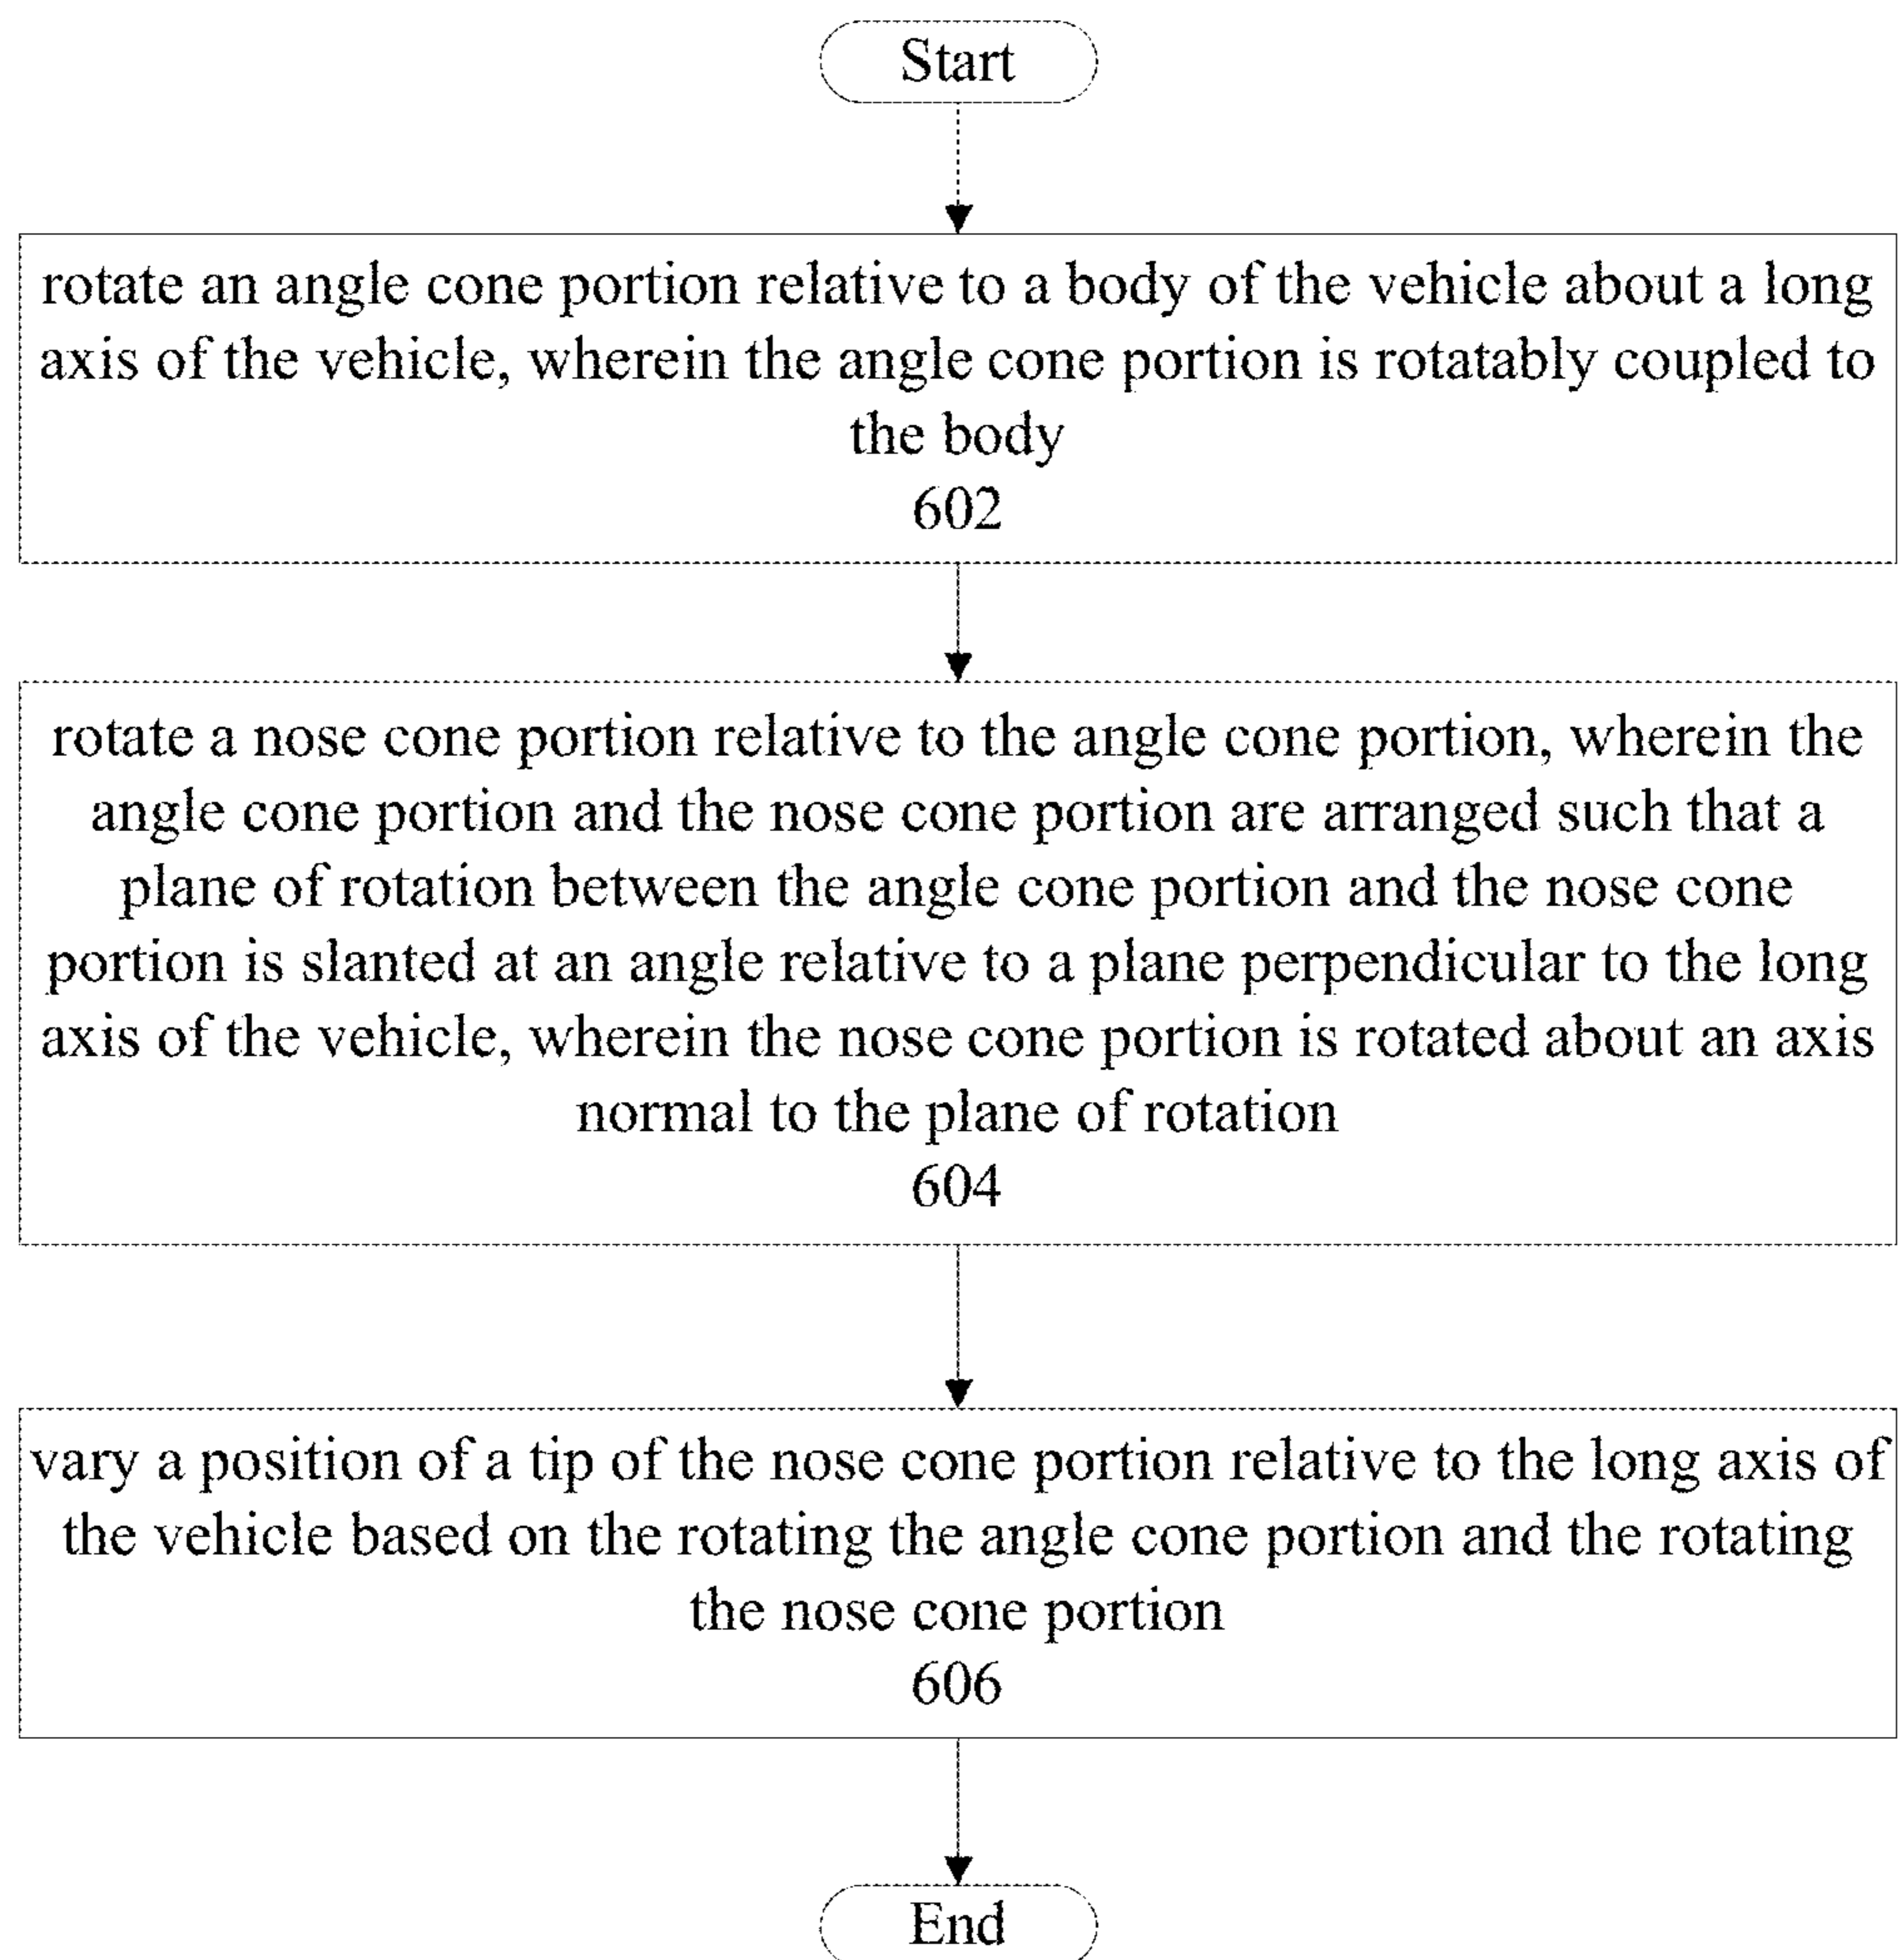 Start
rotate an angle cone portion relative to a body of the vehicle about a long
axis of the vehicle, wherein the angle cone portion is rotatably coupled to
the body
602
rotate a nose cone portion relative to the angle cone portion, wherein the
angle cone portion and the nose cone portion are arranged such that a
plane of rotation between the angle cone portion and the nose cone
portion is slanted at an angle relative to a plane perpendicular to the long
axis of the vehicle, wherein the nose cone portion is rotated about an axis
normal to the plane of rotation
604
vary a position of a tip of the nose cone portion relative to the long axis of
the vehicle based on the rotating the angle cone portion and the rotating
the nose cone portion
606
End